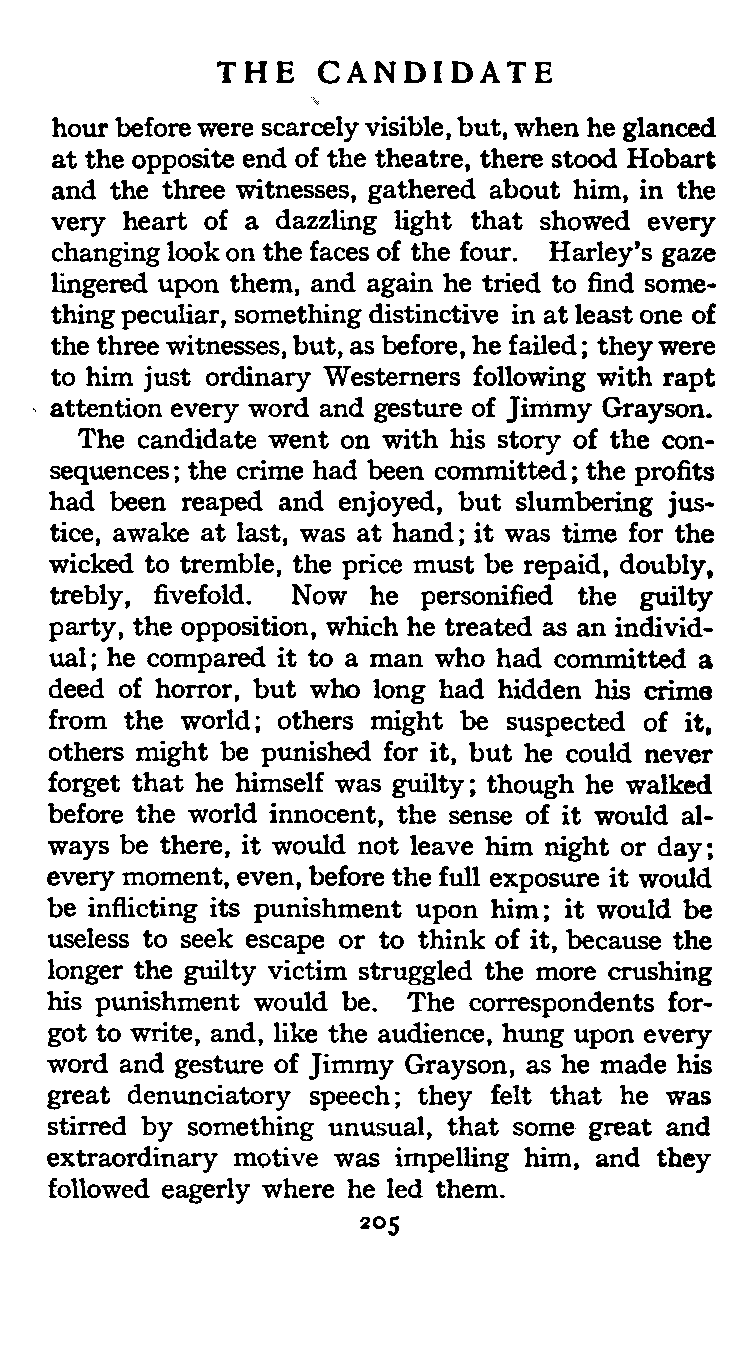 THE CANDIDATE
hour before were scarcely visible, but, when he glanced
at the opposite end of the theatre, there stood Hobart
and the three witnesses, gathered about him, in the
very heart of a dazzling light that showed every
changing look on the faces of the four. Harley's gaze
lingered upon them, and again he tried to find some-
thing peculiar, something distinctive in at least one of
the three witnesses, but, as before, he failed; they were
to him just ordinary Westerners following with rapt
attention every word and gesture of Jimmy Grayson.
The candidate went on with his story of the con-
sequences; the crime had been committed; the profits
had been reaped and enjoyed, but slumbering jus-
tice, awake at last, was at hand; it was time for the
wicked to tremble, the price must be repaid, doubly,
trebly, fivefold. Now he personified the guilty
party, the opposition, which he treated as an individ-
ual; he compared it to a man who had committed a
deed of horror, but who long had hidden his crime
from the world; others might be suspected of it,
others might be punished for it, but he could never
forget that he himself was guilty; though he walked
before the world innocent, the sense of it would al-
ways be there, it would not leave him night or day;
every moment, even, before the full exposure it would
be inflicting its punishment upon him; it would be
useless to seek escape or to think of it, because the
longer the guilty victim struggled the more crushing
his punishment would be. The correspondents for-
got to write, and, like the audience, hung upon every
word and gesture of Jimmy Grayson, as he made his
great denunciatory speech; they felt that he was
stirred by something unusual, that some great and
extraordinary motive was impelling him, and they
followed eagerly where he led them.
205